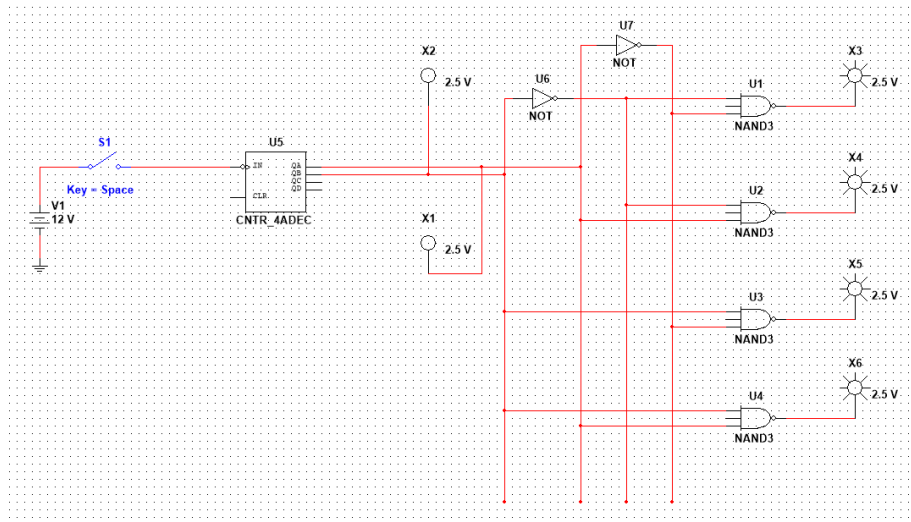 U7
NOT
X2
2.5 V
U6
NOT
X3
2.5 V
U1
NAND3
S1
Key = Space
U5
IN
QA
QB
QC
QD
CLR
CNTR_4ADEC
V1
12 V
X4
2.5 V
U2
NAND3
X1
2.5 V
X5
2.5 V
U3
NAND3
X6
2.5 V
U4
NAND3